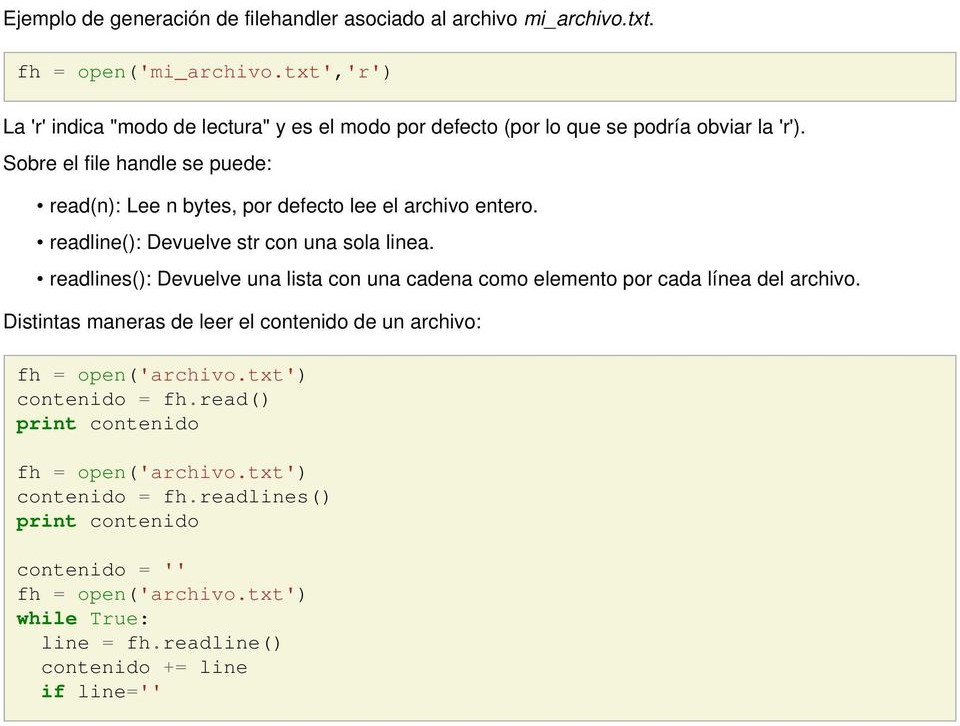 Ejemplo de generación de filehandler asociado al archivo mi_archivo.txt.
fh = open('mi_archivo.txt','r')
La 'r' indica "modo de lectura" y es el modo por defecto (por lo que se podría obviar la 'r').
Sobre el file handle se puede:
• read(n): Lee n bytes, por defecto lee el archivo entero.
• readline(): Devuelve str con una sola linea.
• readlines(): Devuelve una lista con una cadena como elemento por cada línea del archivo.
Distintas maneras de leer el contenido de un archivo:
fh = open('archivo.txt')
contenido = fh.read()
print contenido
fh = open('archivo.txt')
contenido = fh.readlines()
print contenido
contenido = ''
fh = open('archivo.txt')
while True:
  line = fh.readline()
  contenido += line
  if line=''